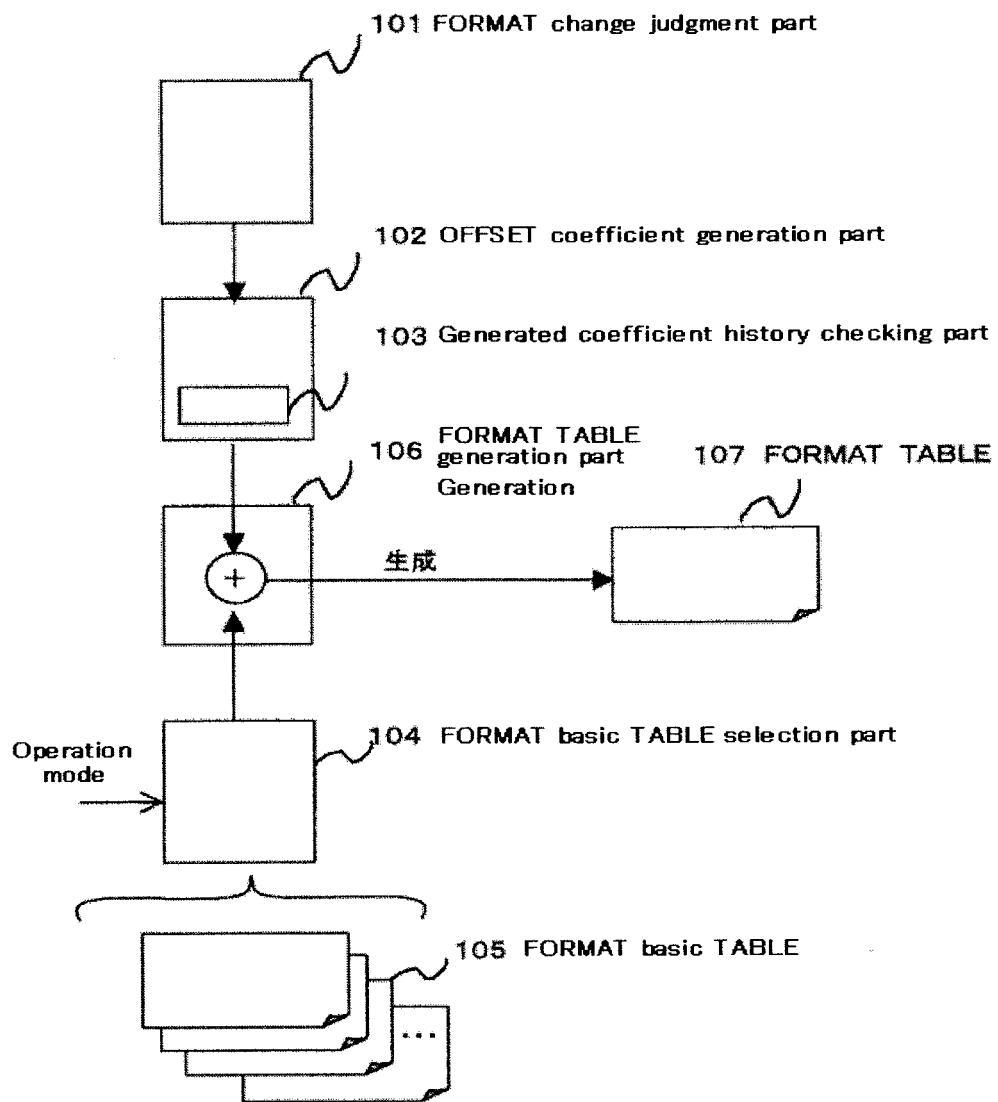 101 FORMAT change judgment part
102 OFFSET coefficient generation part
103 Generated coefficient history checking part
106 FORMAT TABLE
generation part
Generation
107 FORMAT TABLE
+
生成
104 FORMAT basic TABLE selection part
Operation
mode
105 FORMAT basic TABLE
...